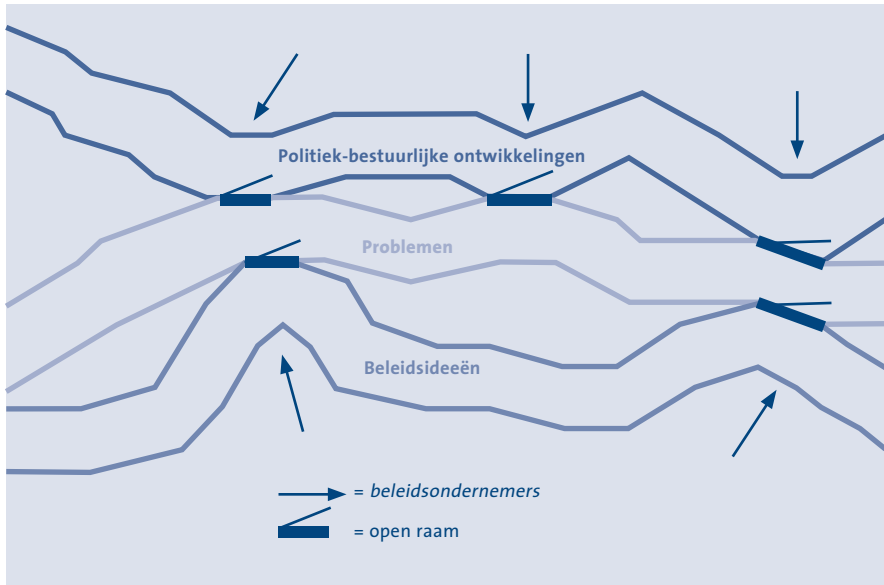 Politiek-bestuurlijke ontwikkelingen
Problemen
Beleidsideeën
= beleidsondernemers
= open raam